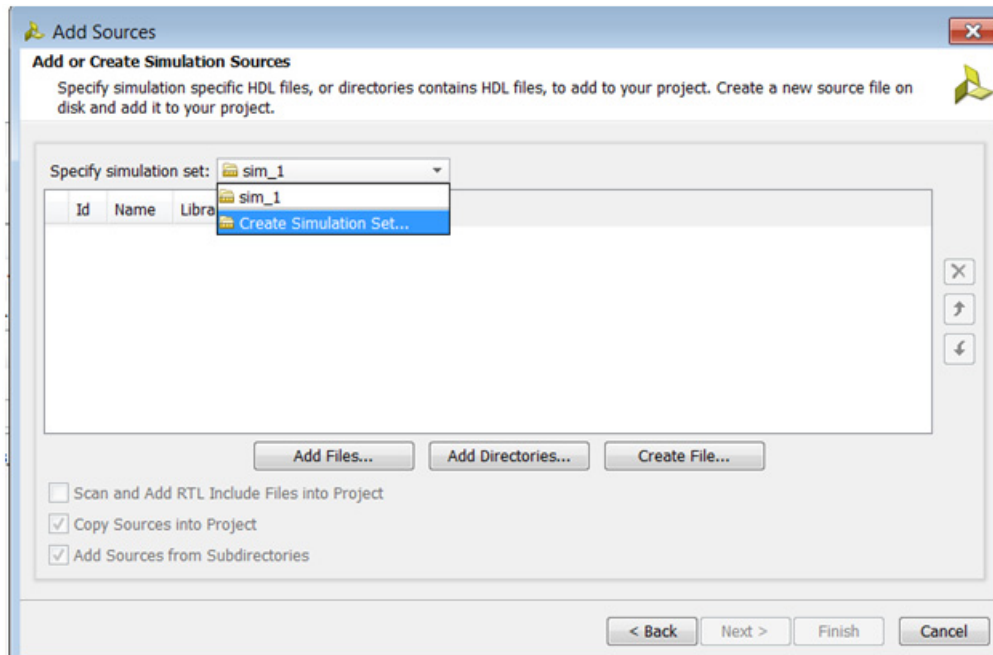 Add Sources
Add or Create Simulation Sources
Specify simulation specific HDL files, or directories contains HDL files, to add to your project. Create a new source file on
disk and add it to your project.
Specify simulation set: sim_1
sim_1
Id Name Libra
Create Simulation Set...
Add Files... Add Directories... Create File...
Scan and Add RTL Include Files into Project
Copy Sources into Project
Add Sources from Subdirectories
< Back Next > Finish Cancel